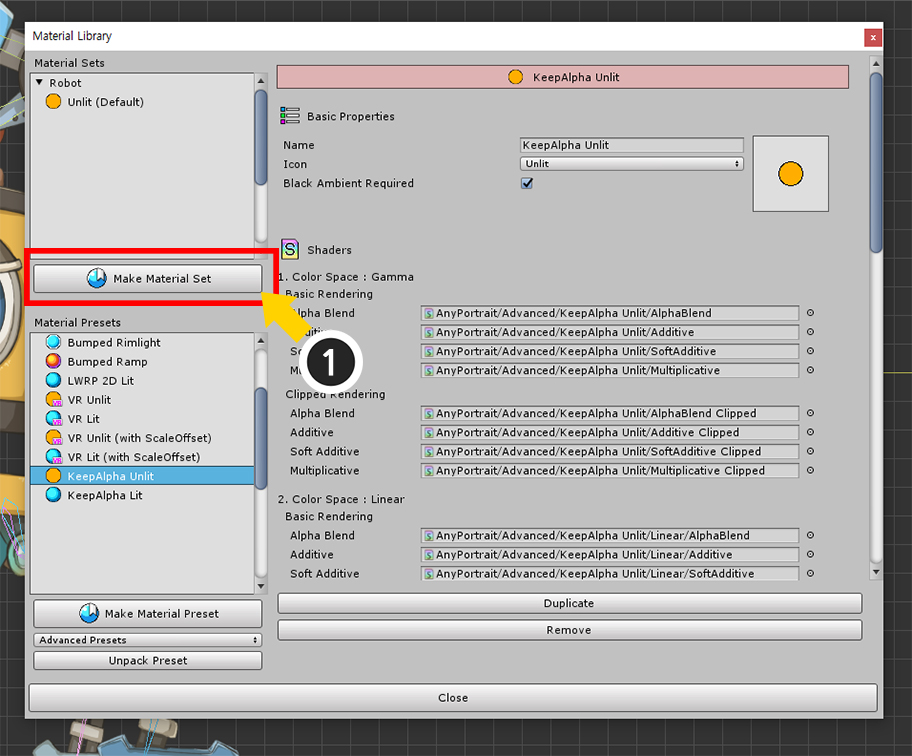 Material Library
x
Material Sets
Robot
Unlit (Default)
Make Material Set
Material Presets
Bumped Rimlight
Bumped Ramp
LWRP 2D Lit
VR Unlit
VR Lit
VR Unlit (with ScaleOffset)
VR Lit (with ScaleOffset)
KeepAlpha Unlit
KeepAlpha Lit
Make Material Preset
Advanced Presets
Unpack Preset
KeepAlpha Unlit
Basic Properties
Name KeepAlpha Unlit
Icon Unlit
Black Ambient Required
S Shaders
1. Color Space : Gamma
Basic Rendering
Alpha Blend AnyPortrait/Advanced/KeepAlpha Unlit/AlphaBlend
AnyPortrait/Advanced/KeepAlpha Unlit/Additive
AnyPortrait/Advanced/KeepAlpha Unlit/SoftAdditive
AnyPortrait/Advanced/KeepAlpha Unlit/Multiplicative
1
Clipped Rendering
Alpha Blend AnyPortrait/Advanced/KeepAlpha Unlit/AlphaBlend Clipped
Additive AnyPortrait/Advanced/KeepAlpha Unlit/Additive Clipped
Soft Additive AnyPortrait/Advanced/KeepAlpha Unlit/SoftAdditive Clipped
Multiplicative AnyPortrait/Advanced/KeepAlpha Unlit/Multiplicative Clipped
2. Color Space : Linear
Basic Rendering
Alpha Blend AnyPortrait/Advanced/KeepAlpha Unlit/Linear/AlphaBlend
Additive AnyPortrait/Advanced/KeepAlpha Unlit/Linear/Additive
Soft Additive AnyPortrait/Advanced/KeepAlpha Unlit/Linear/SoftAdditive
Duplicate
Remove
Close